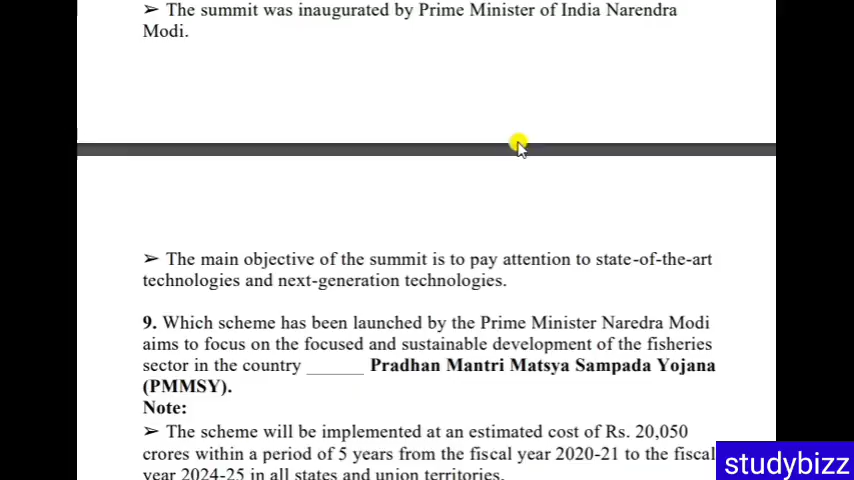 ➢ The summit was inaugurated by Prime Minister of India Narendra
Modi.
➢ The main objective of the summit is to pay attention to state-of-the-art
technologies and next-generation technologies.
9. Which scheme has been launched by the Prime Minister Naredra Modi
aims to focus on the focused and sustainable development of the fisheries
sector in the country ______ Pradhan Mantri Matsya Sampada Yojana
(PMMSY).
Note:
➢ The scheme will be implemented at an estimated cost of Rs. 20,050
crores within a period of 5 years from the fiscal year 2020-21 to the fiscal
year 2024-25 in all states and union territories.
studybizz